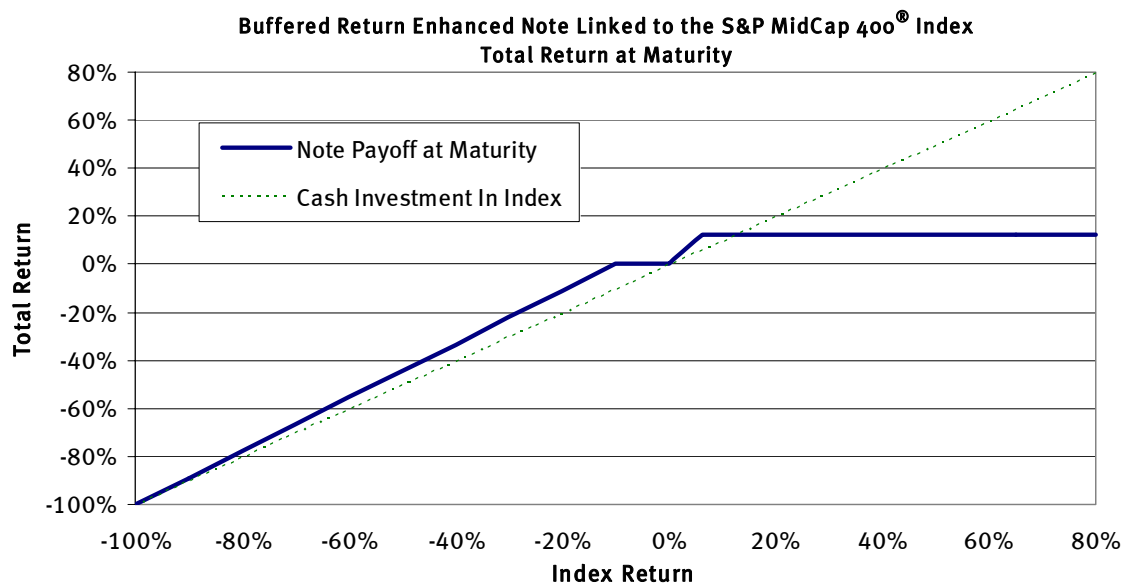 Buffered Return Enhanced Note Linked to the S&P MidCap 400® Index
Total Return at Maturity
80%
60%
40%
20%
0%
-20%
-40%
-60%
-80%
-100%
Total Return
Note Payoff at Maturity
Cash Investment In Index
-100% -80% -60% -40% -20% 0% 20% 40% 60% 80%
Index Return